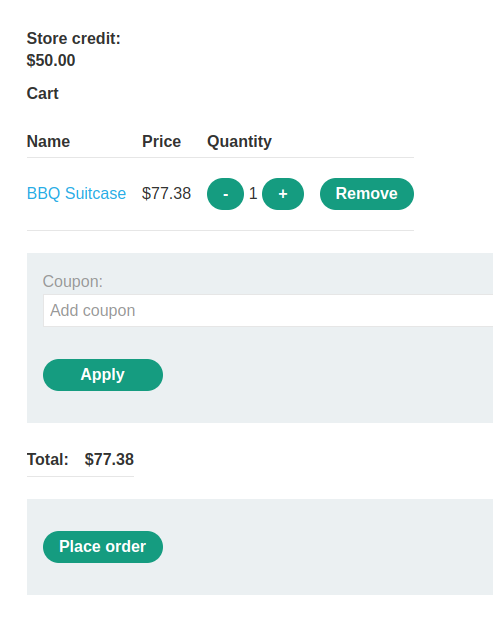 Store credit:
$50.00
Cart
Name Price Quantity
BBQ Suitcase $77.38 - 1 + Remove
Coupon:
Add coupon
Apply
Total: $77.38
Place order